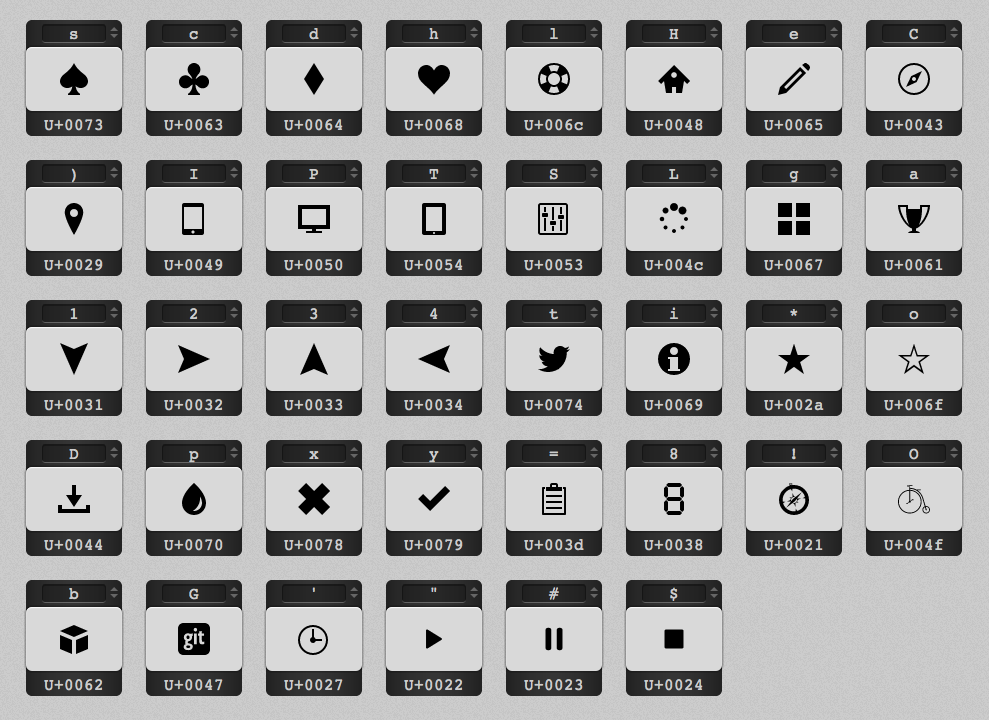 s c d h l H e C
U+0073 U+0063 U+0064 U+0068 U+006c U+0048 U+0065 U+0043
) I P T S L g a
U+0029 U+0049 U+0050 U+0054 U+0053 U+004c U+0067 U+0061
1 2 3 4 t i * o
U+0031 U+0032 U+0033 U+0034 U+0074 U+0069 U+002a U+006f
D p x y = 8 ! O
8
U+0044 U+0070 U+0078 U+0079 U+003d U+0038 U+0021 U+004f
b G ' " # $
git
U+0062 U+0047 U+0027 U+0022 U+0023 U+0024